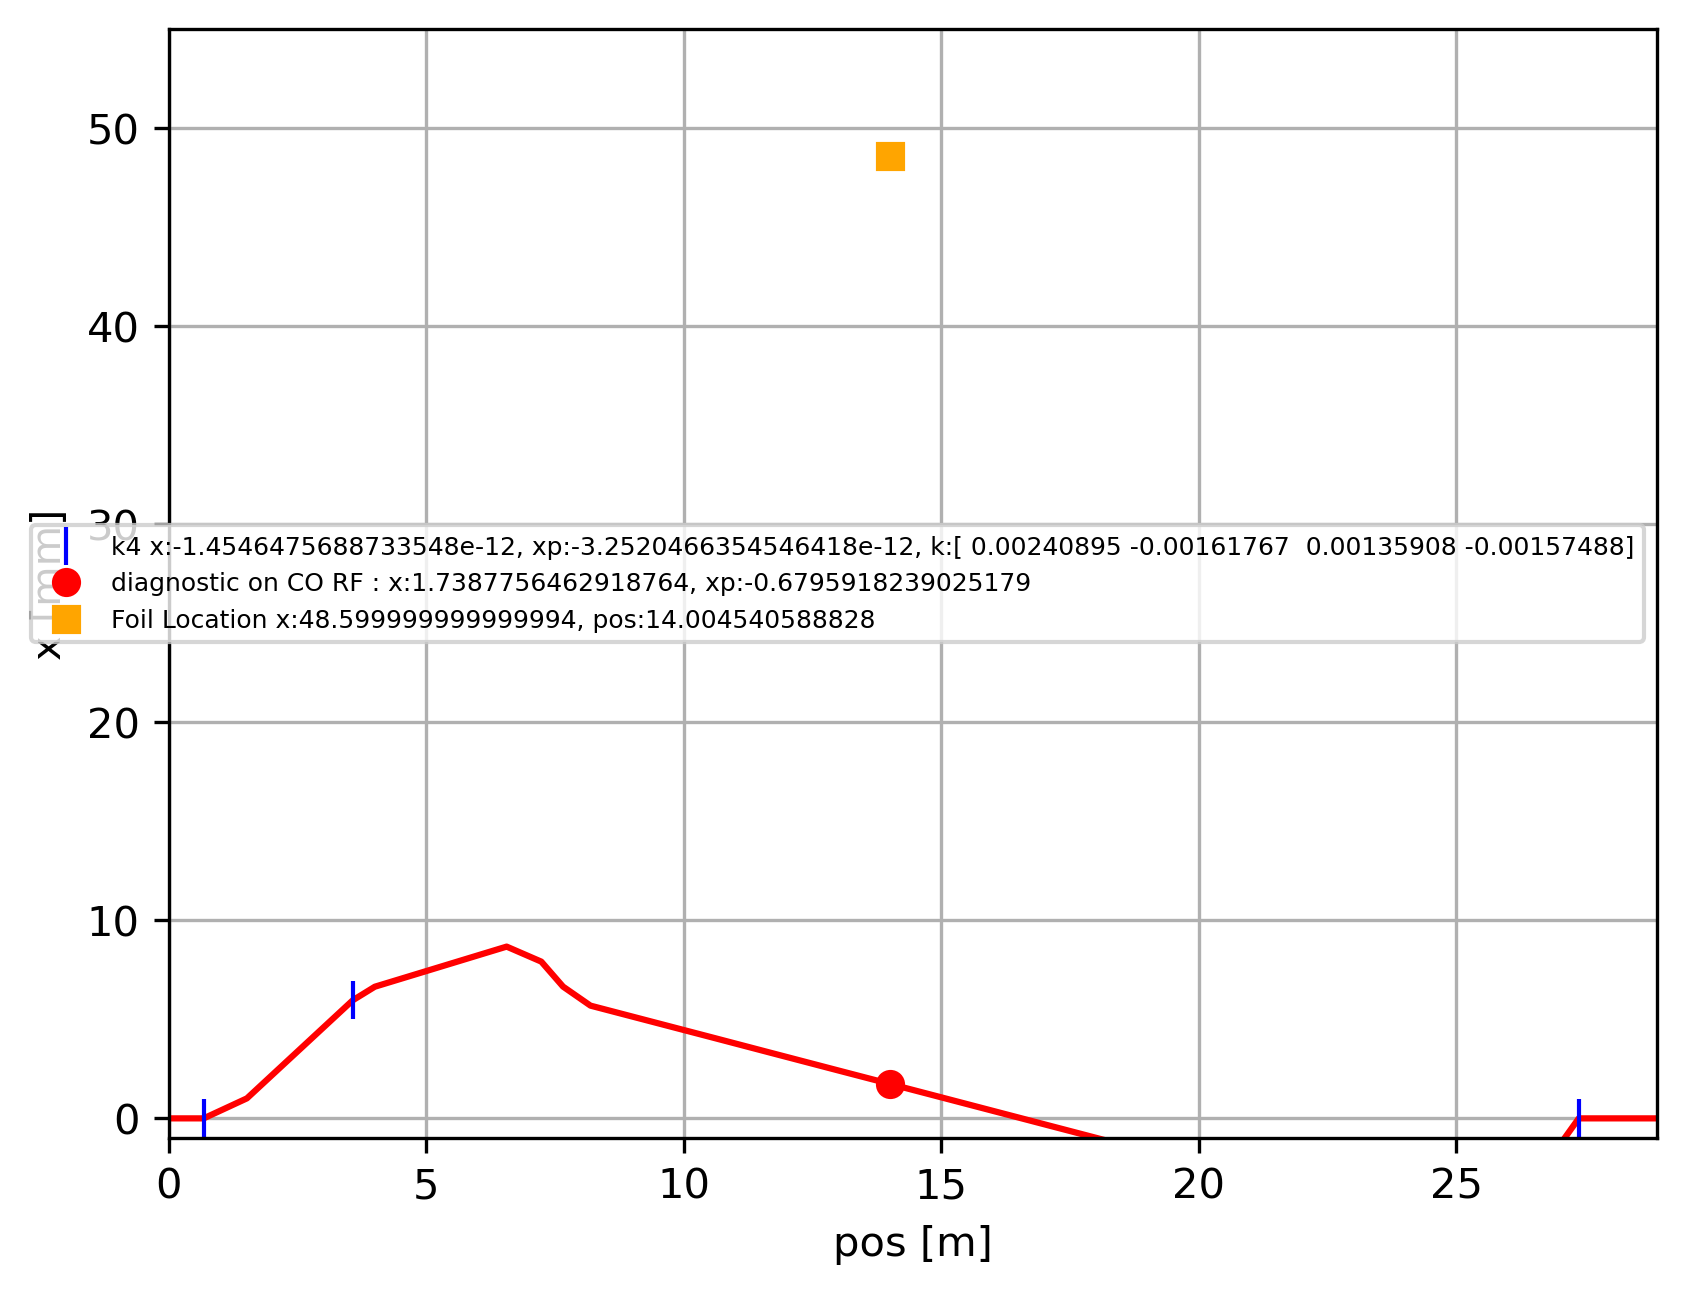 50
40
30
20
10
0
x [mm]
k4 x:-1.4546475688733548e-12, xp:-3.2520466354546418e-12, k:[ 0.00240895 -0.00161767  0.00135908 -0.00157488]
diagnostic on CO RF : x:1.7387756462918764, xp:-0.6795918239025179
Foil Location x:48.599999999999994, pos:14.004540588828
0 5 10 15 20 25
pos [m]